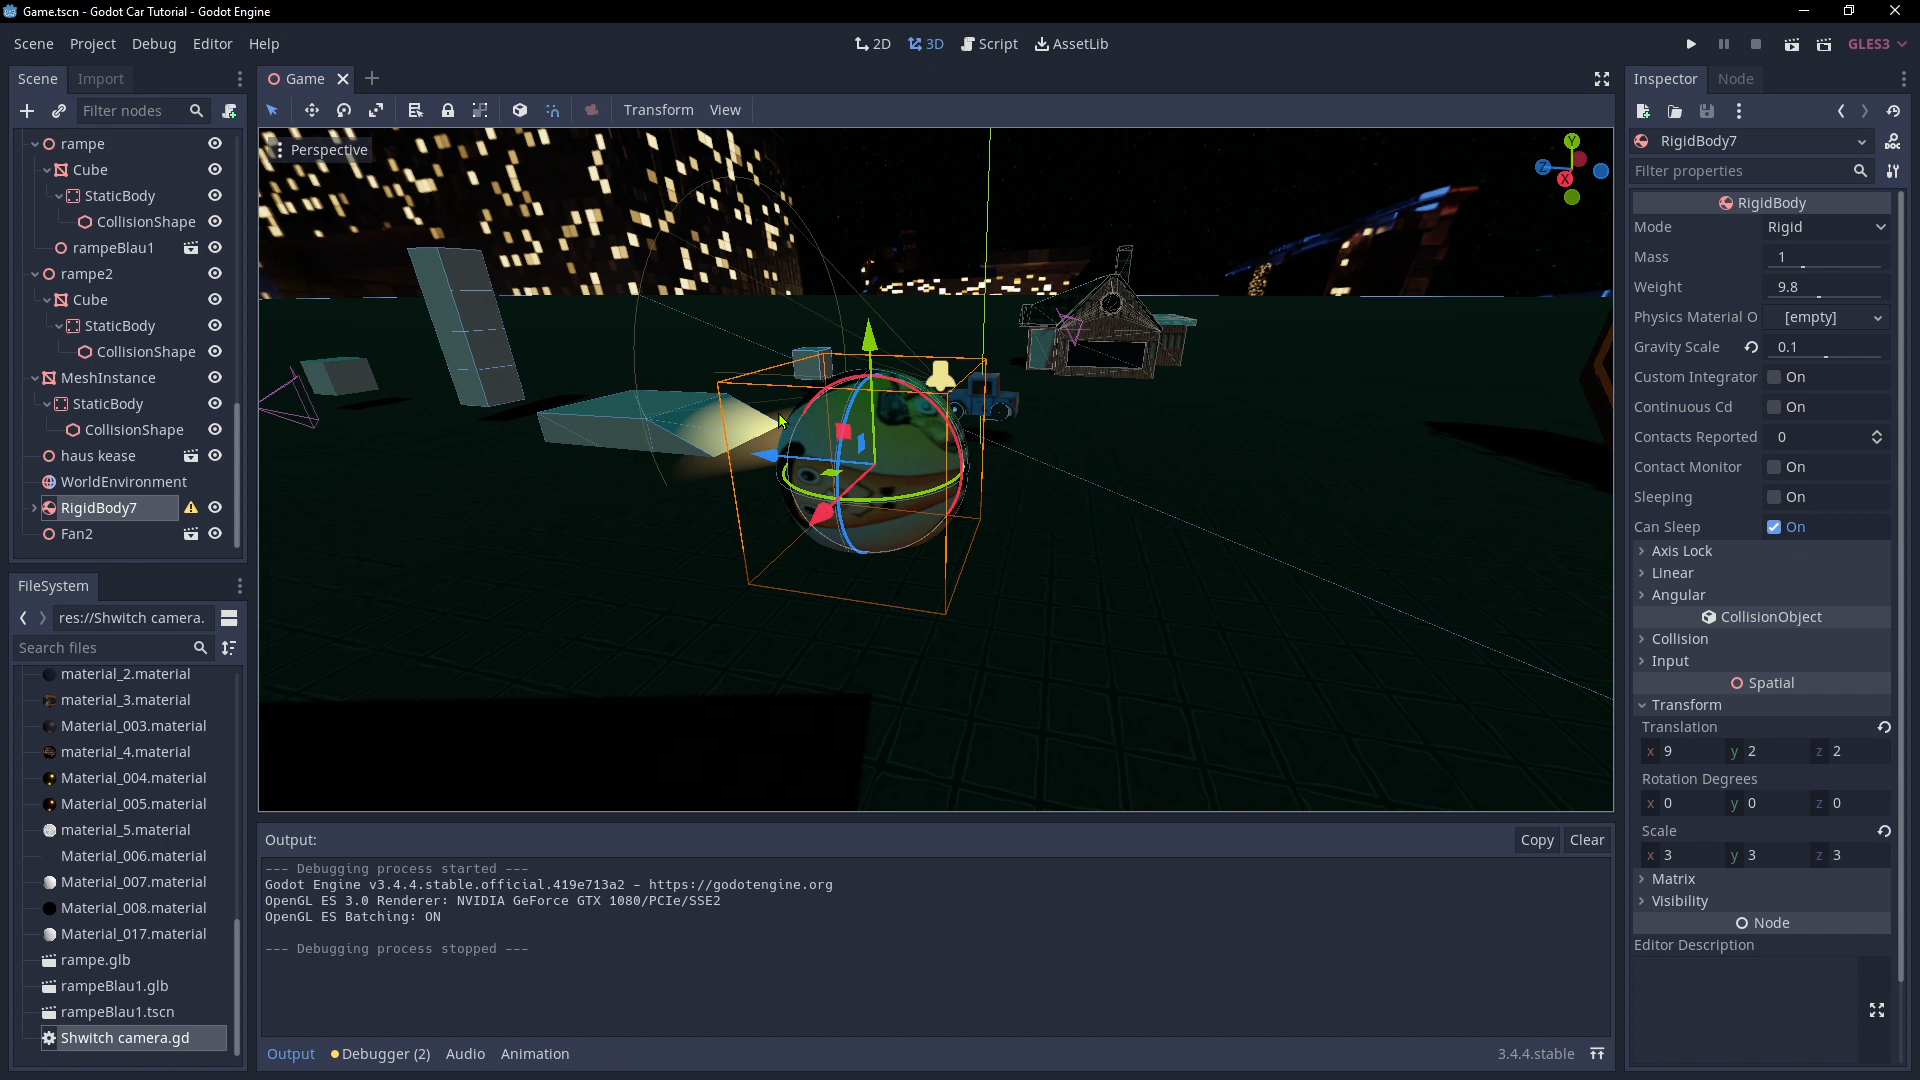 Game.tscn - Godot Car Tutorial - Godot Engine
Scene Project Debug Editor Help
2D 3D Script AssetLib
GLES3
Scene Import
Filter nodes
rampe
Cube
StaticBody
CollisionShape
rampeBlau1
rampe2
Cube
StaticBody
CollisionShape
MeshInstance
StaticBody
CollisionShape
haus kease
WorldEnvironment
RigidBody7
Fan2
FileSystem
res://Shwitch camera.
Search files
material_2.material
material_3.material
Material_003.material
material_4.material
Material_004.material
Material_005.material
material_5.material
Material_006.material
Material_007.material
Material_008.material
Material_017.material
rampe.glb
rampeBlau1.glb
rampeBlau1.tscn
Shwitch camera.gd
Game
Transform View
Perspective
Y
Z
X
Output:
Copy Clear
--- Debugging process started ---
Godot Engine v3.4.4.stable.official.419e713a2 - https://godotengine.org
OpenGL ES 3.0 Renderer: NVIDIA GeForce GTX 1080/PCIe/SSE2
OpenGL ES Batching: ON
--- Debugging process stopped ---
Output Debugger (2) Audio Animation
3.4.4.stable
Inspector Node
RigidBody7
DOC
Filter properties
RigidBody
Mode Rigid
Mass 1
Weight 9.8
Physics Material O [empty]
Gravity Scale 0.1
Custom Integrator On
Continuous Cd On
Contacts Reported 0
Contact Monitor On
Sleeping On
Can Sleep On
Axis Lock
Linear
Angular
CollisionObject
Collision
Input
Spatial
Transform
Translation
x 9 y 2 z 2
Rotation Degrees
x 0 y 0 z 0
Scale
x 3 y 3 z 3
Matrix
Visibility
Node
Editor Description